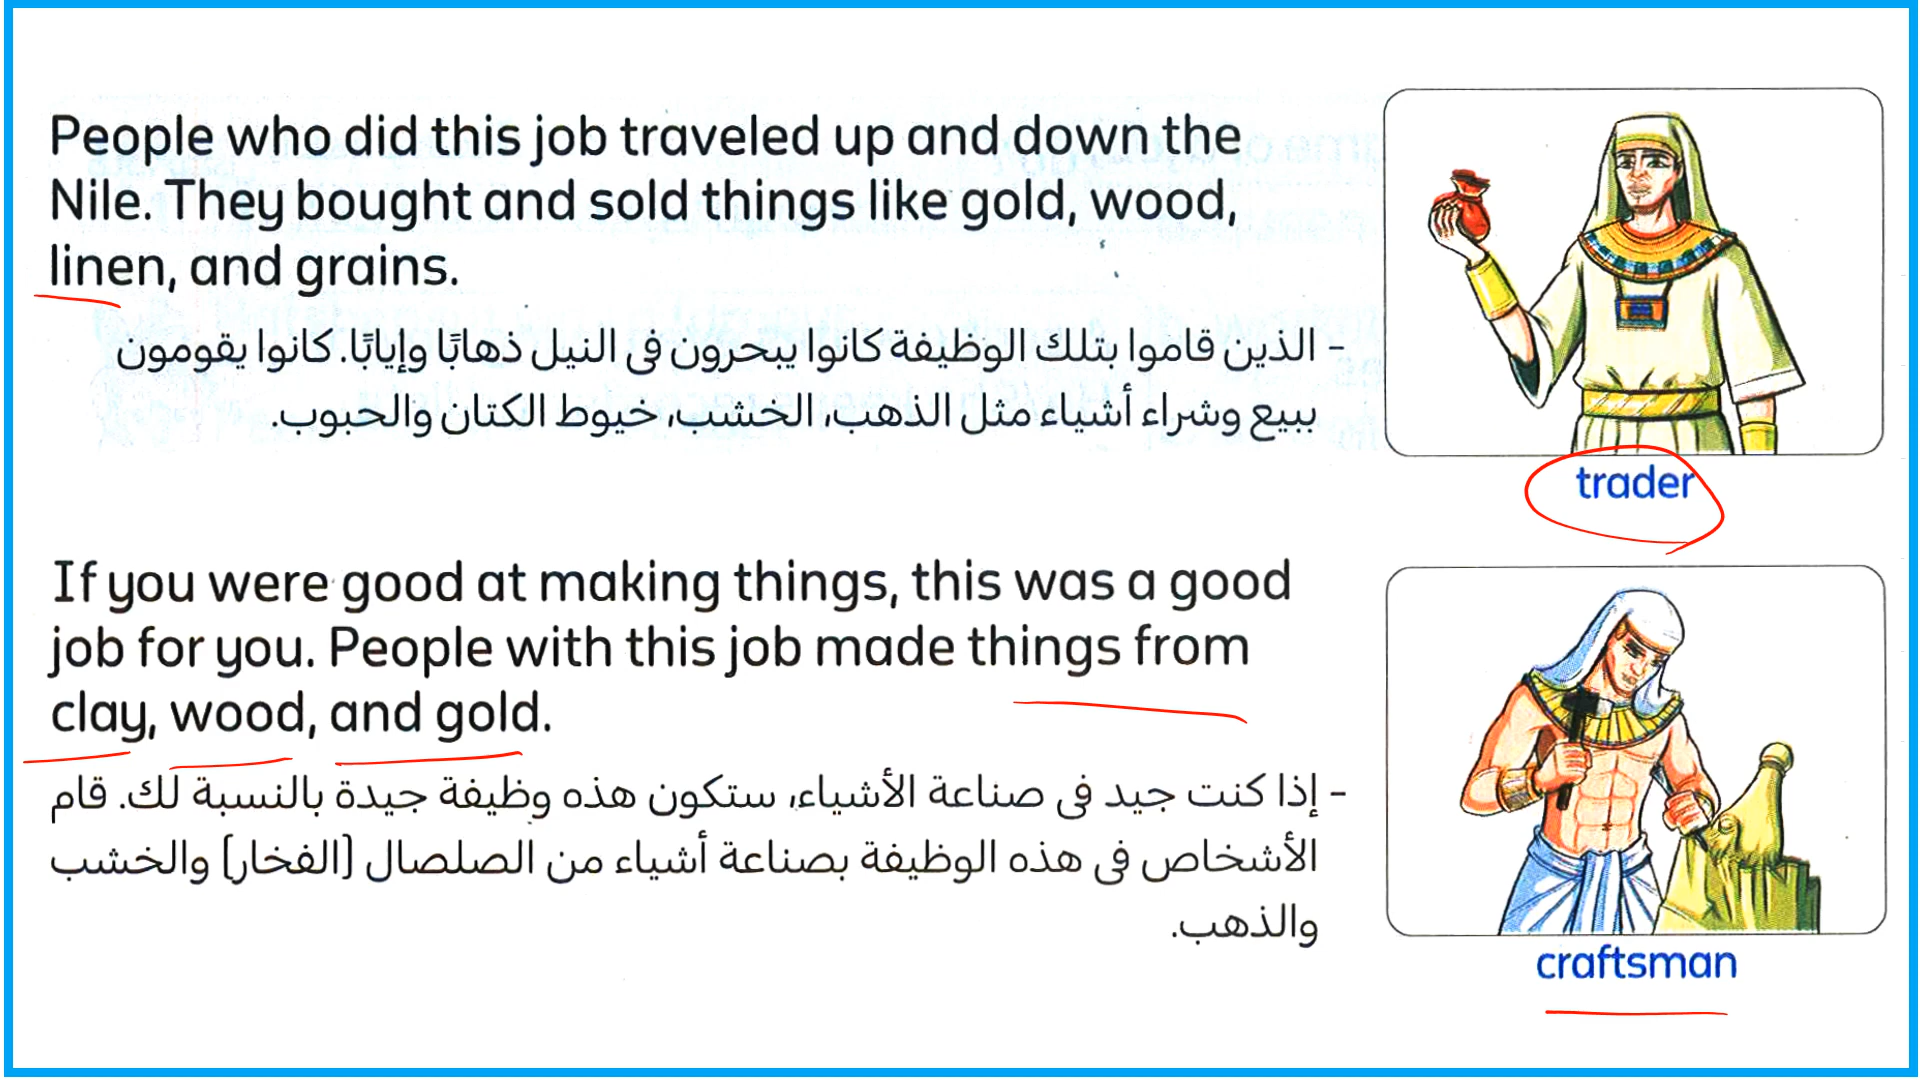 People who did this job traveled up and down the
Nile. They bought and sold things like gold, wood,
linen, and grains.
- الذين قاموا بتلك الوظيفة كانوا يبحرون فى النيل ذهابًا وإيابًا. كانوا يقومون
ببيع وشراء أشياء مثل الذهب، الخشب، خيوط الكتان والحبوب.
trader
If you were good at making things, this was a good
job for you. People with this job made things from
clay, wood, and gold.
- إذا كنت جيد فى صناعة الأشياء، ستكون هذه وظيفة جيدة بالنسبة لك. قام
الأشخاص فى هذه الوظيفة بصناعة أشياء من الصلصال (الفخار) والخشب
والذهب.
craftsman